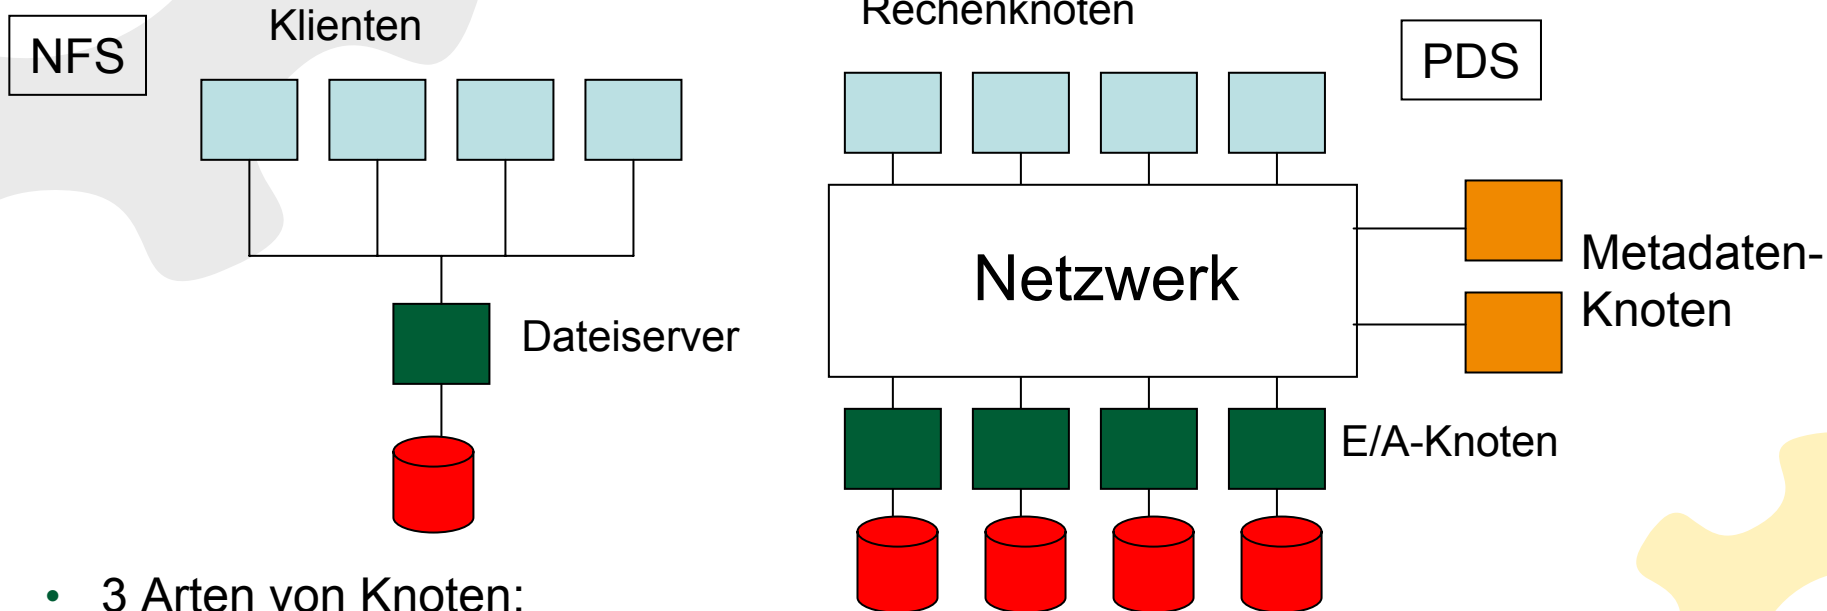 NFS
Klienten
Dateiserver
Rechenknoten
PDS
Netzwerk
Metadaten-
Knoten
E/A-Knoten
• 3 Arten von Knoten: